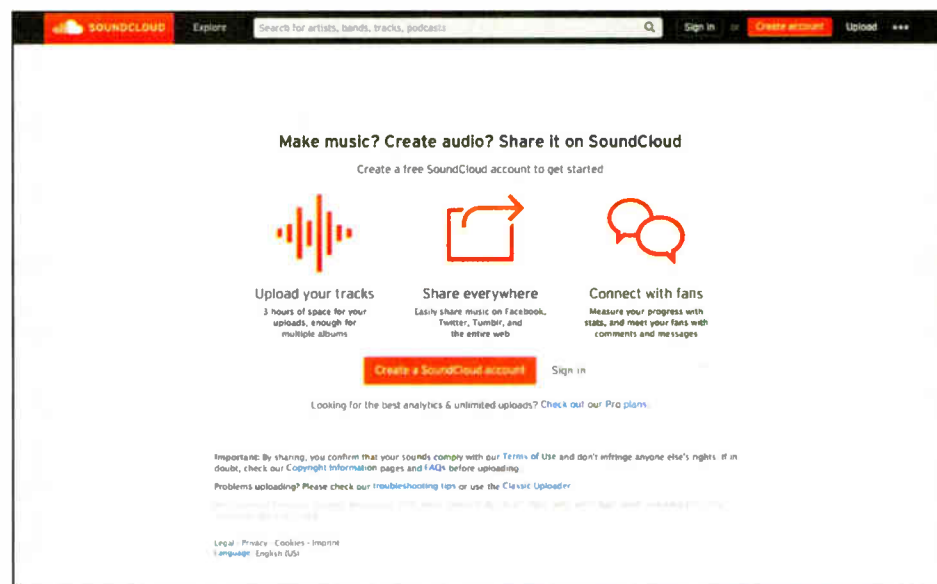 SOUNDCLOUD Explore Search for artists, bands, tracks, podcasts Sign in or Create account Upload •••
Make music? Create audio? Share it on SoundCloud
Create a free SoundCloud account to get started
Upload your tracks
3 hours of space for your
uploads, enough for
multiple albums
Share everywhere
Easily share music on Facebook,
Twitter, Tumblr, and
the entire web
Connect with fans
Measure your progress with
stats, and meet your fans with
comments and messages
Create a SoundCloud account Sign in
Looking for the best analytics & unlimited uploads? Check out our Pro plans.
Important: By sharing, you confirm that your sounds comply with our Terms of Use and don't infringe anyone else's rights. If in
doubt, check our Copyright Information pages and FAQs before uploading.
Problems uploading? Please check our troubleshooting tips or use the Classic Uploader
Legal - Privacy - Cookies - Imprint
Language: English (US)